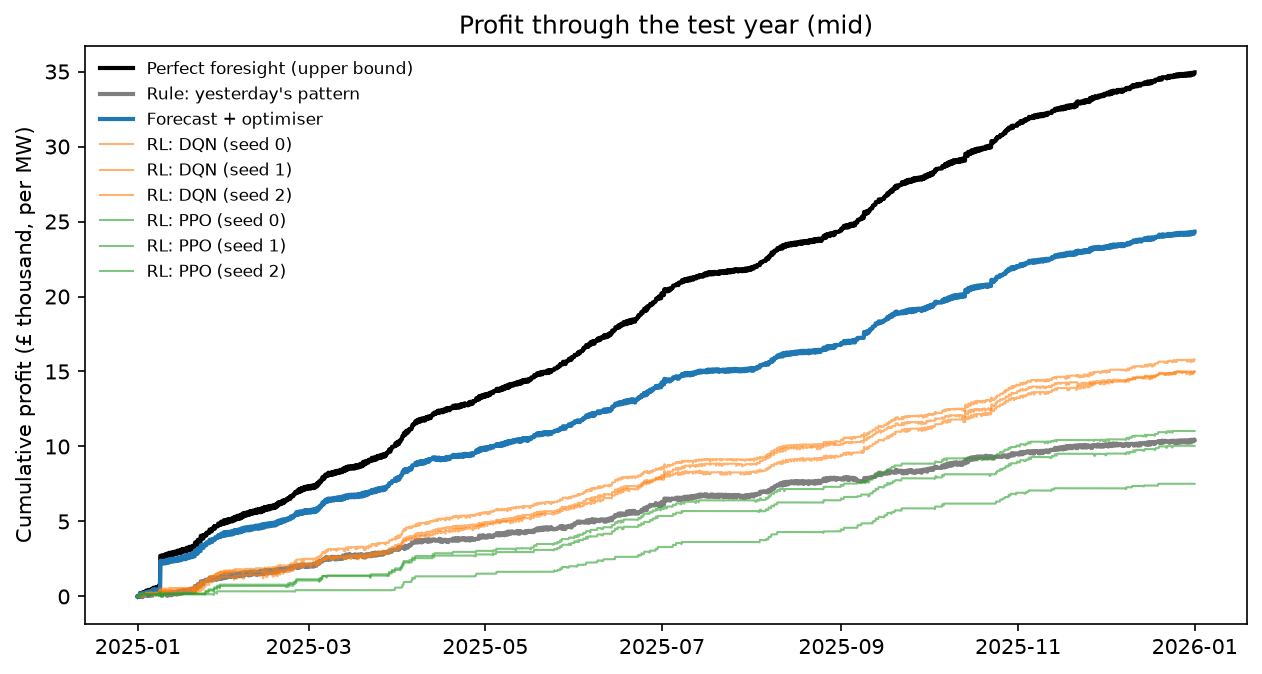 Profit through the test year (mid)
Cumulative profit (£ thousand, per MW)
35
30
25
20
15
10
5
0
Perfect foresight (upper bound)
Rule: yesterday's pattern
Forecast + optimiser
RL: DQN (seed 0)
RL: DQN (seed 1)
RL: DQN (seed 2)
RL: PPO (seed 0)
RL: PPO (seed 1)
RL: PPO (seed 2)
2025-01 2025-03 2025-05 2025-07 2025-09 2025-11 2026-01